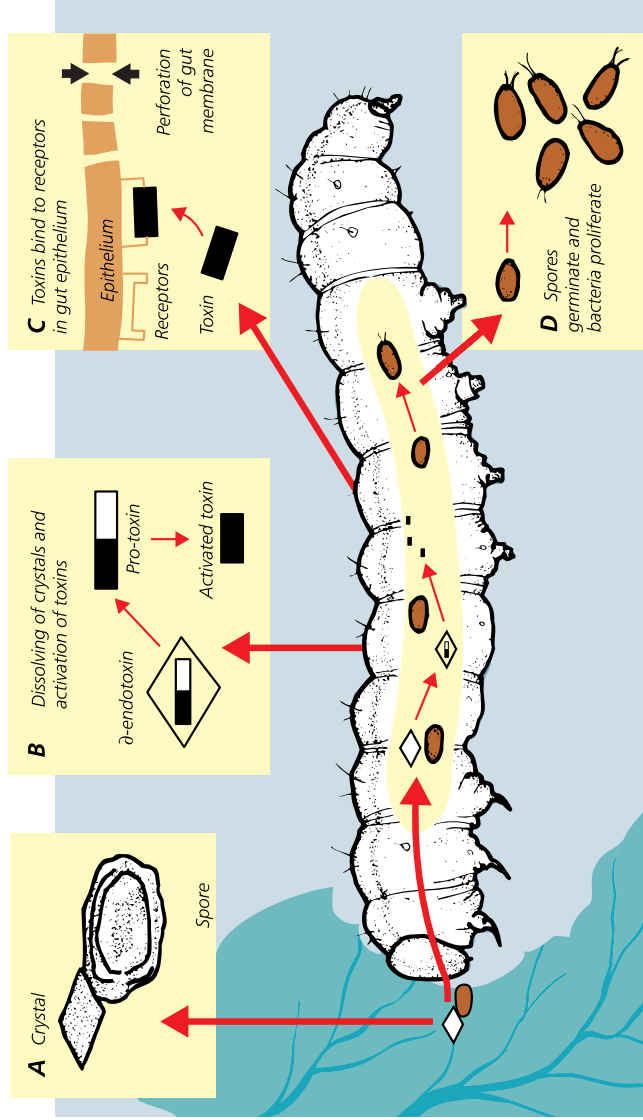 A Crystal
Spore
B Dissolving of crystals and
activation of toxins
∂-endotoxin
Pro-toxin
Activated toxin
C Toxins bind to receptors
in gut epithelium
Epithelium
Receptors
Toxin
Perforation
of gut
membrane
D Spores
germinate and
bacteria proliferate